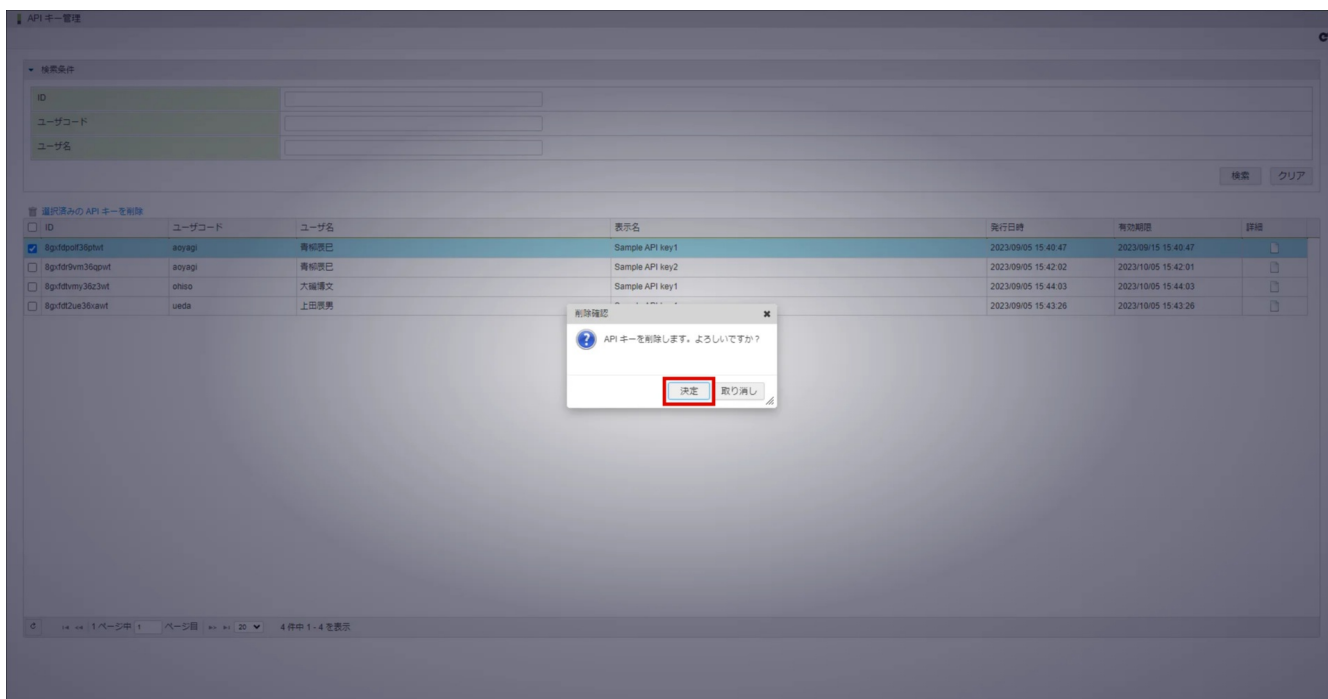 API キー管理
検索条件
ID
ユーザコード
ユーザ名
検索 クリア
選択済みの API キーを削除
ID ユーザコード ユーザ名 表示名 発行日時 有効期限 詳細
aoyagi 青柳辰巳 Sample API key1 2023/09/05 15:40:47 2023/09/15 15:40:47
8gxfdr9vm36qpwt aoyagi 青柳辰巳 Sample API key2 2023/09/05 15:42:02 2023/10/05 15:42:01
8gxfdtvmy36z3wt ohiso 大磯博文 Sample API key1 2023/09/05 15:44:03 2023/10/05 15:44:03
8gxfdt2ue36xawt ueda 上田辰男 2023/09/05 15:43:26 2023/10/05 15:43:26
削除確認
API キーを削除します。よろしいですか？
決定 取り消し
1 ページ中 1 ページ目 20 4 件中 1 - 4 を表示